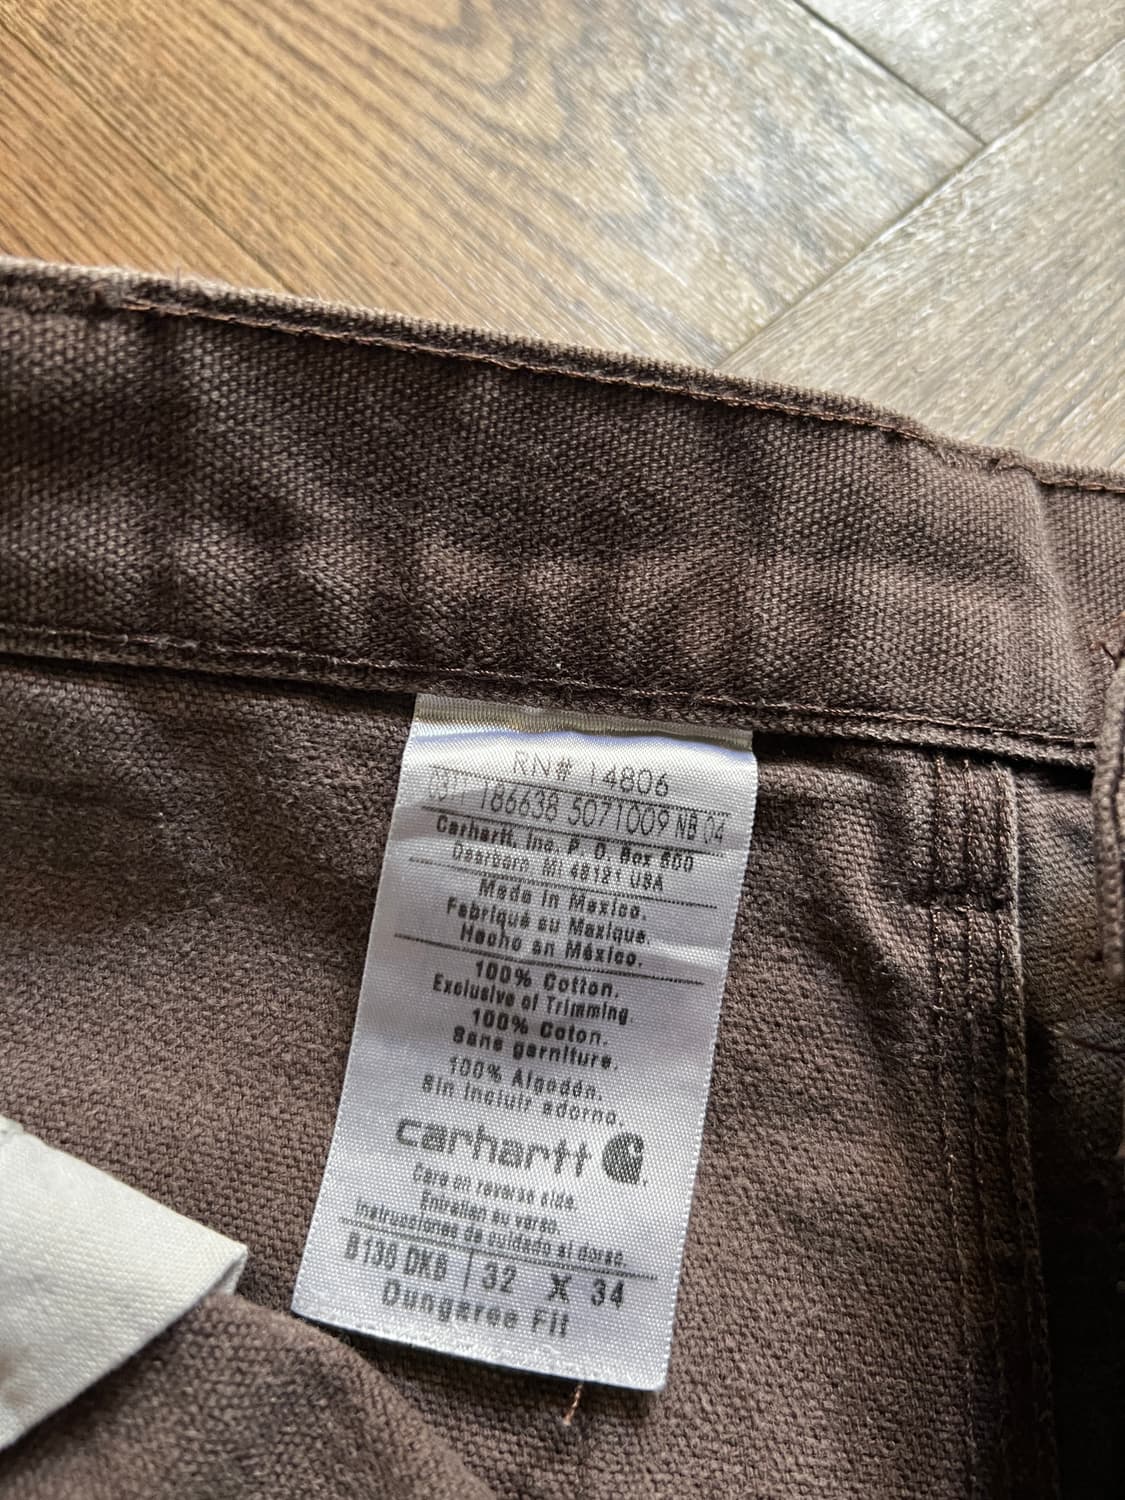 RN# 14806
186638 5071009 NB 04
Carhartt, Inc. P. O. Box 600
Dearborn, MI 48121 USA
Made in Mexico.
Fabriqué au Mexique.
Hecho en México.
100% Cotton.
Exclusive of Trimming.
100% Coton.
Sans garniture.
100% Algodón.
Sin incluir adorno.
carhartt
Care on reverse side.
Entretien au verso.
Instrucciones de cuidado al dorso.
B136 DKB 32 X 34
Dungaree Fit